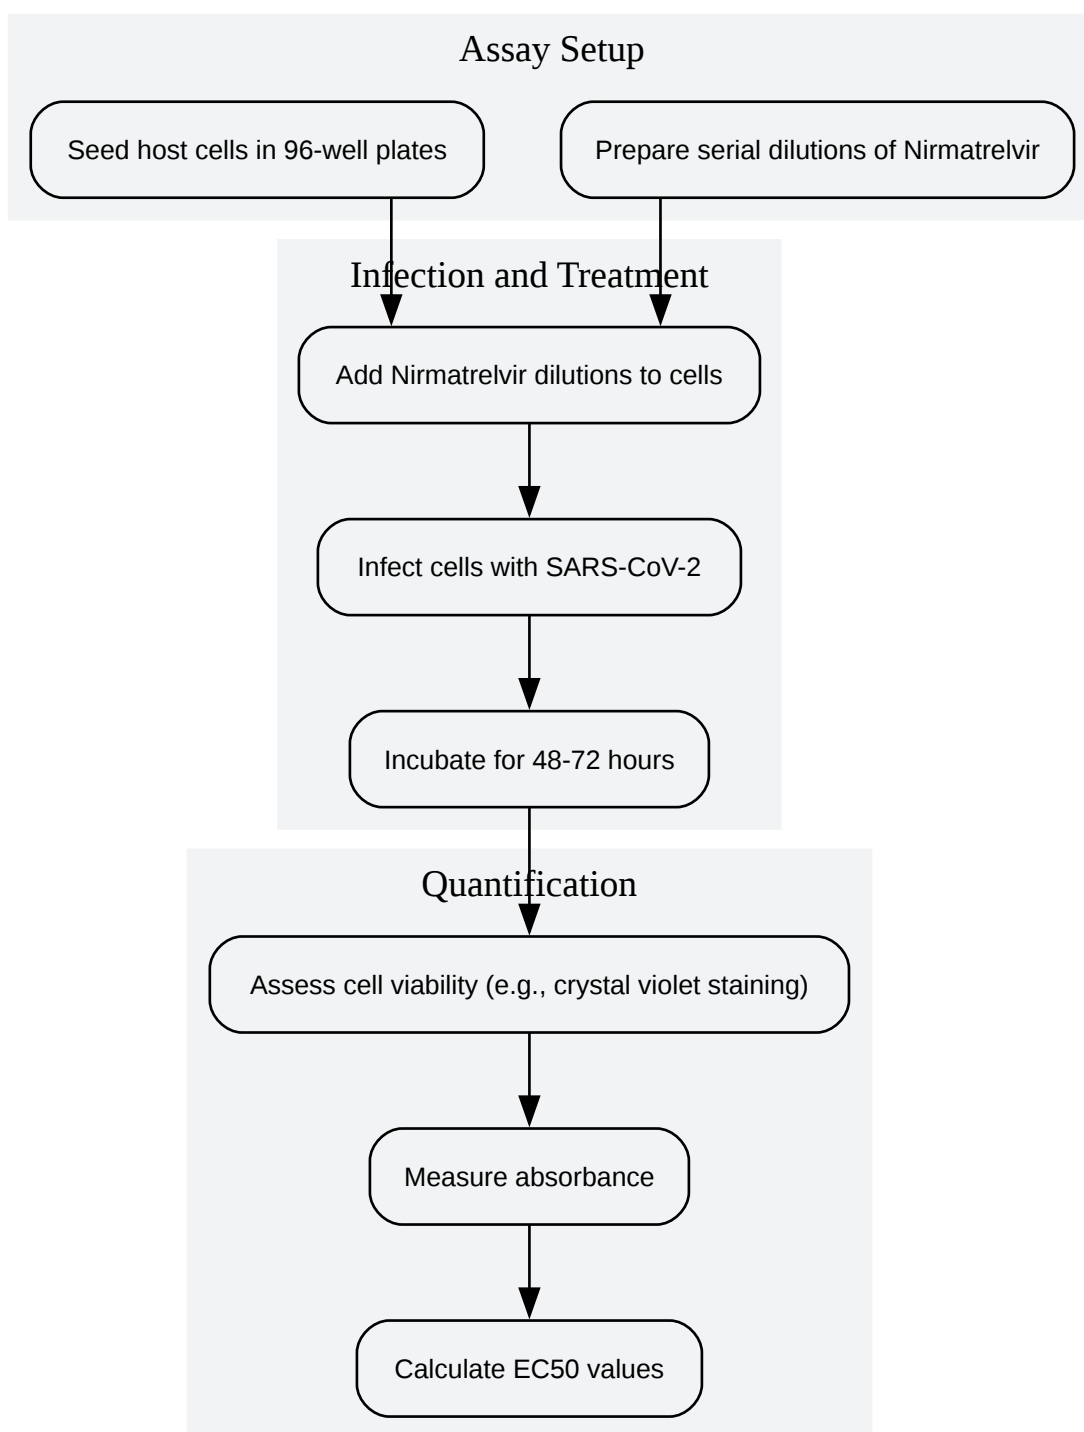 Assay Setup
Seed host cells in 96-well plates
Prepare serial dilutions of Nirmatrelvir
Infection and Treatment
Add Nirmatrelvir dilutions to cells
Infect cells with SARS-CoV-2
Incubate for 48-72 hours
Quantification
Assess cell viability (e.g., crystal violet staining)
Measure absorbance
Calculate EC50 values